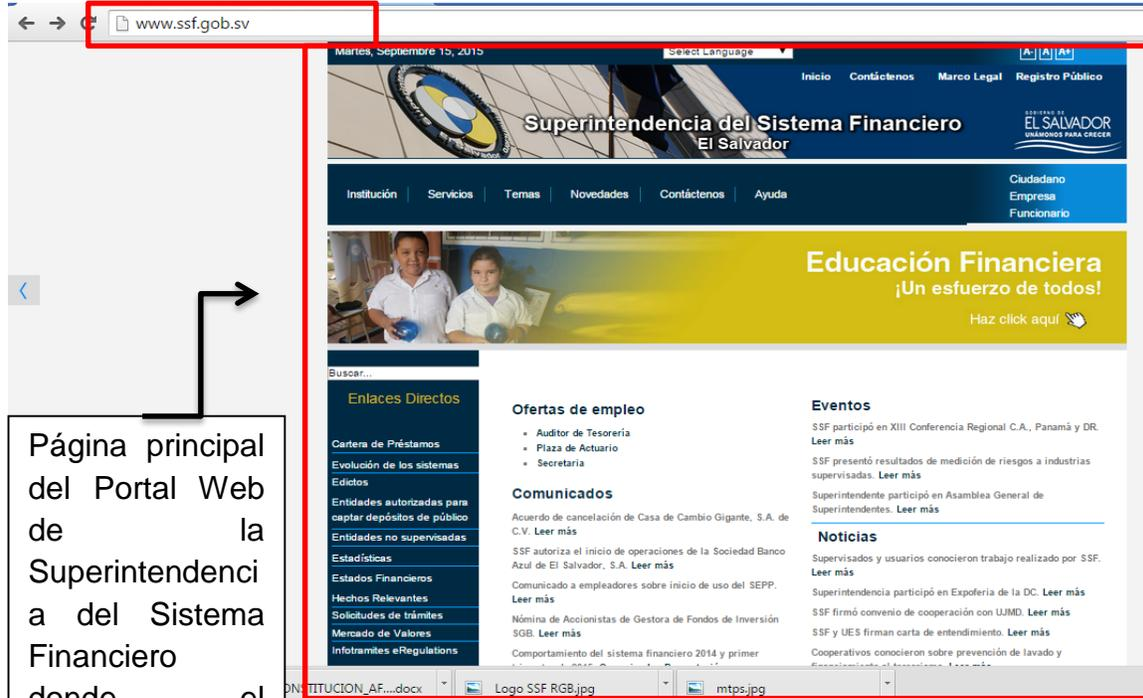 www.ssf.gob.sv
Martes, Septiembre 15, 2015
Select Language
A- A A+
Inicio Contáctenos Marco Legal Registro Público
Superintendencia del Sistema Financiero
El Salvador
GOBIERNO DE
EL SALVADOR
UNÁMONOS PARA CRECER
Institución Servicios Temas Novedades Contáctenos Ayuda
Ciudadano
Empresa
Funcionario
Educación Financiera
¡Un esfuerzo de todos!
Haz click aquí
Buscar...
Enlaces Directos
Cartera de Préstamos
Evolución de los sistemas
Edictos
Entidades autorizadas para
captar depósitos de público
Entidades no supervisadas
Estadísticas
Estados Financieros
Hechos Relevantes
Solicitudes de trámites
Mercado de Valores
Infotramites eRegulations
Ofertas de empleo
Auditor de Tesorería
Plaza de Actuario
Secretaria
Comunicados
Acuerdo de cancelación de Casa de Cambio Gigante, S.A. de
C.V. Leer más
SSF autoriza el inicio de operaciones de la Sociedad Banco
Azul de El Salvador, S.A. Leer más
Comunicado a empleadores sobre inicio de uso del SEPP.
Leer más
Nómina de Accionistas de Gestora de Fondos de Inversión
SGB. Leer más
Comportamiento del sistema financiero 2014 y primer
Eventos
SSF participó en XIII Conferencia Regional C.A., Panamá y DR.
Leer más
SSF presentó resultados de medición de riesgos a industrias
supervisadas. Leer más
Superintendente participó en Asamblea General de
Superintendentes. Leer más
Noticias
Supervisados y usuarios conocieron trabajo realizado por SSF.
Leer más
Superintendencia participó en Expoferia de la DC. Leer más
SSF firmó convenio de cooperación con UJMD. Leer más
SSF y UES firman carta de entendimiento. Leer más
Cooperativos conocieron sobre prevención de lavado y
Página principal
del Portal Web
de la
Superintendenci
a del Sistema
Financiero
donde el
NSTITUCION_AF....docx
Logo SSF RGB.jpg
mtps.jpg